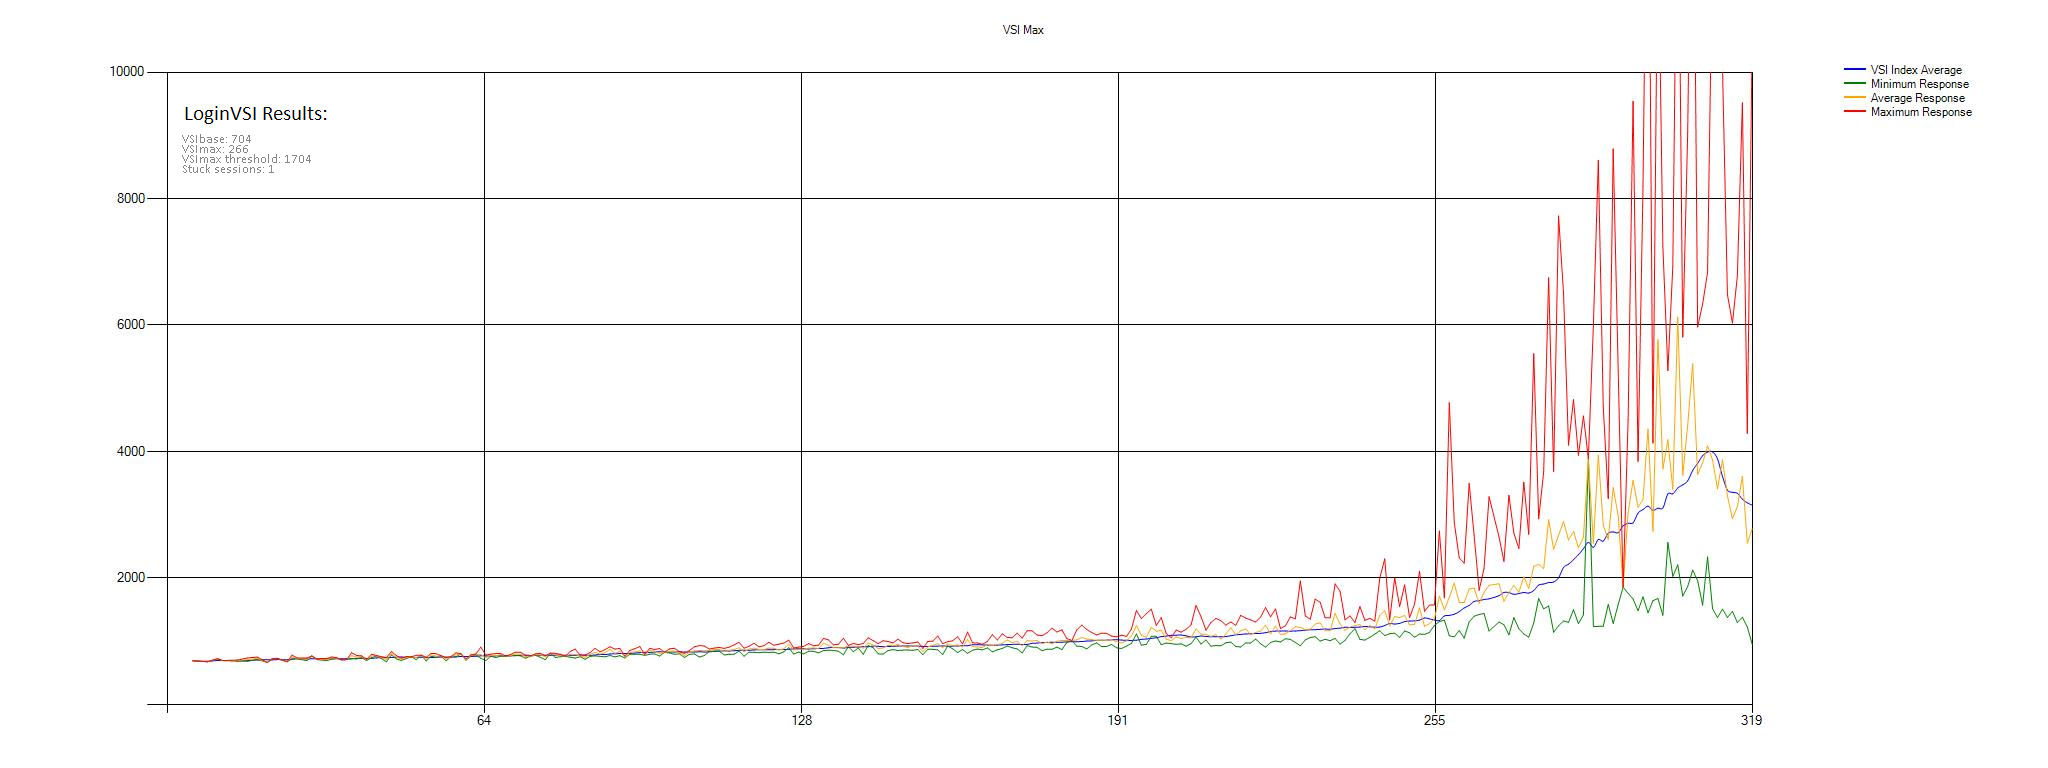 VSI Max
10000
8000
6000
4000
2000
LoginVSI Results:
VSIbase: 704
VSImax: 266
VSImax threshold: 1704
Stuck sessions: 1
64
128
191
255
319
VSI Index Average
Minimum Response
Average Response
Maximum Response